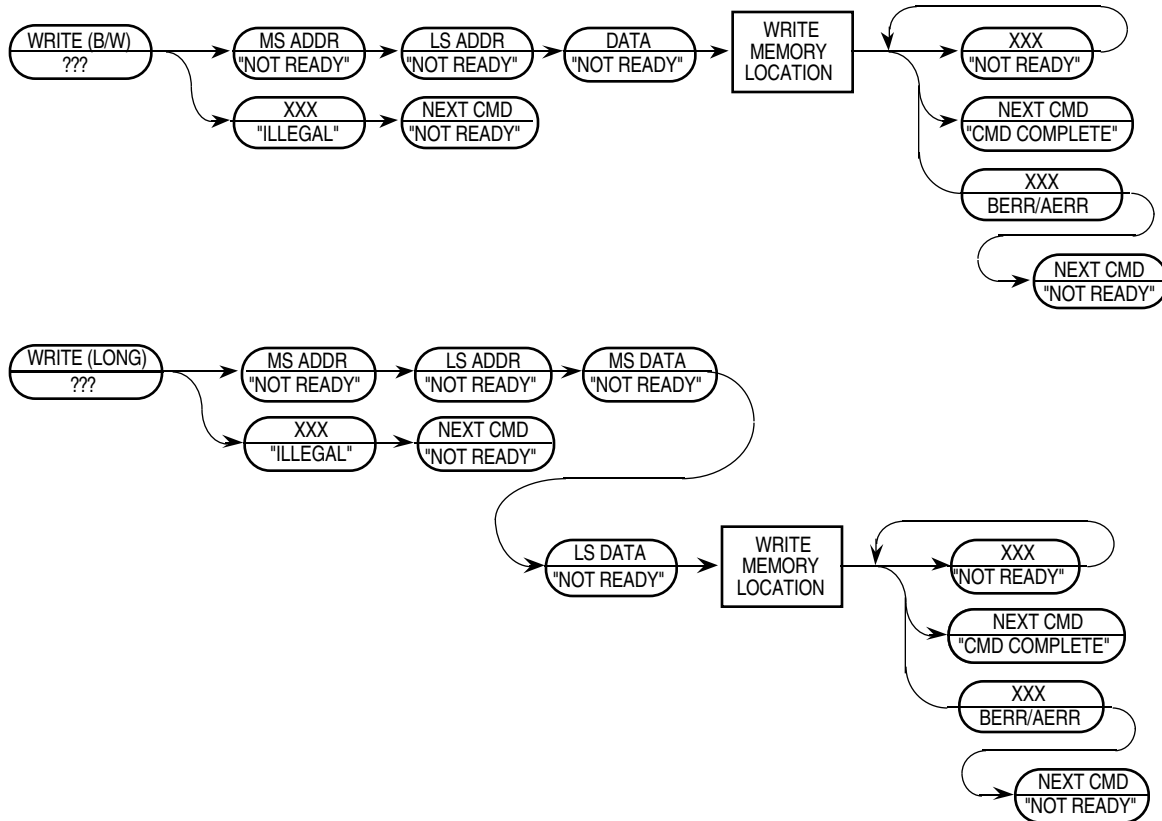 WRITE (B/W)
???
MS ADDR
"NOT READY"
LS ADDR
"NOT READY"
DATA
"NOT READY"
WRITE
MEMORY
LOCATION
XXX
"NOT READY"
XXX
"ILLEGAL"
NEXT CMD
"NOT READY"
NEXT CMD
"CMD COMPLETE"
XXX
BERR/AERR
NEXT CMD
"NOT READY"
WRITE (LONG)
???
MS ADDR
"NOT READY"
LS ADDR
"NOT READY"
MS DATA
"NOT READY"
XXX
"ILLEGAL"
NEXT CMD
"NOT READY"
LS DATA
"NOT READY"
WRITE
MEMORY
LOCATION
XXX
"NOT READY"
NEXT CMD
"CMD COMPLETE"
XXX
BERR/AERR
NEXT CMD
"NOT READY"